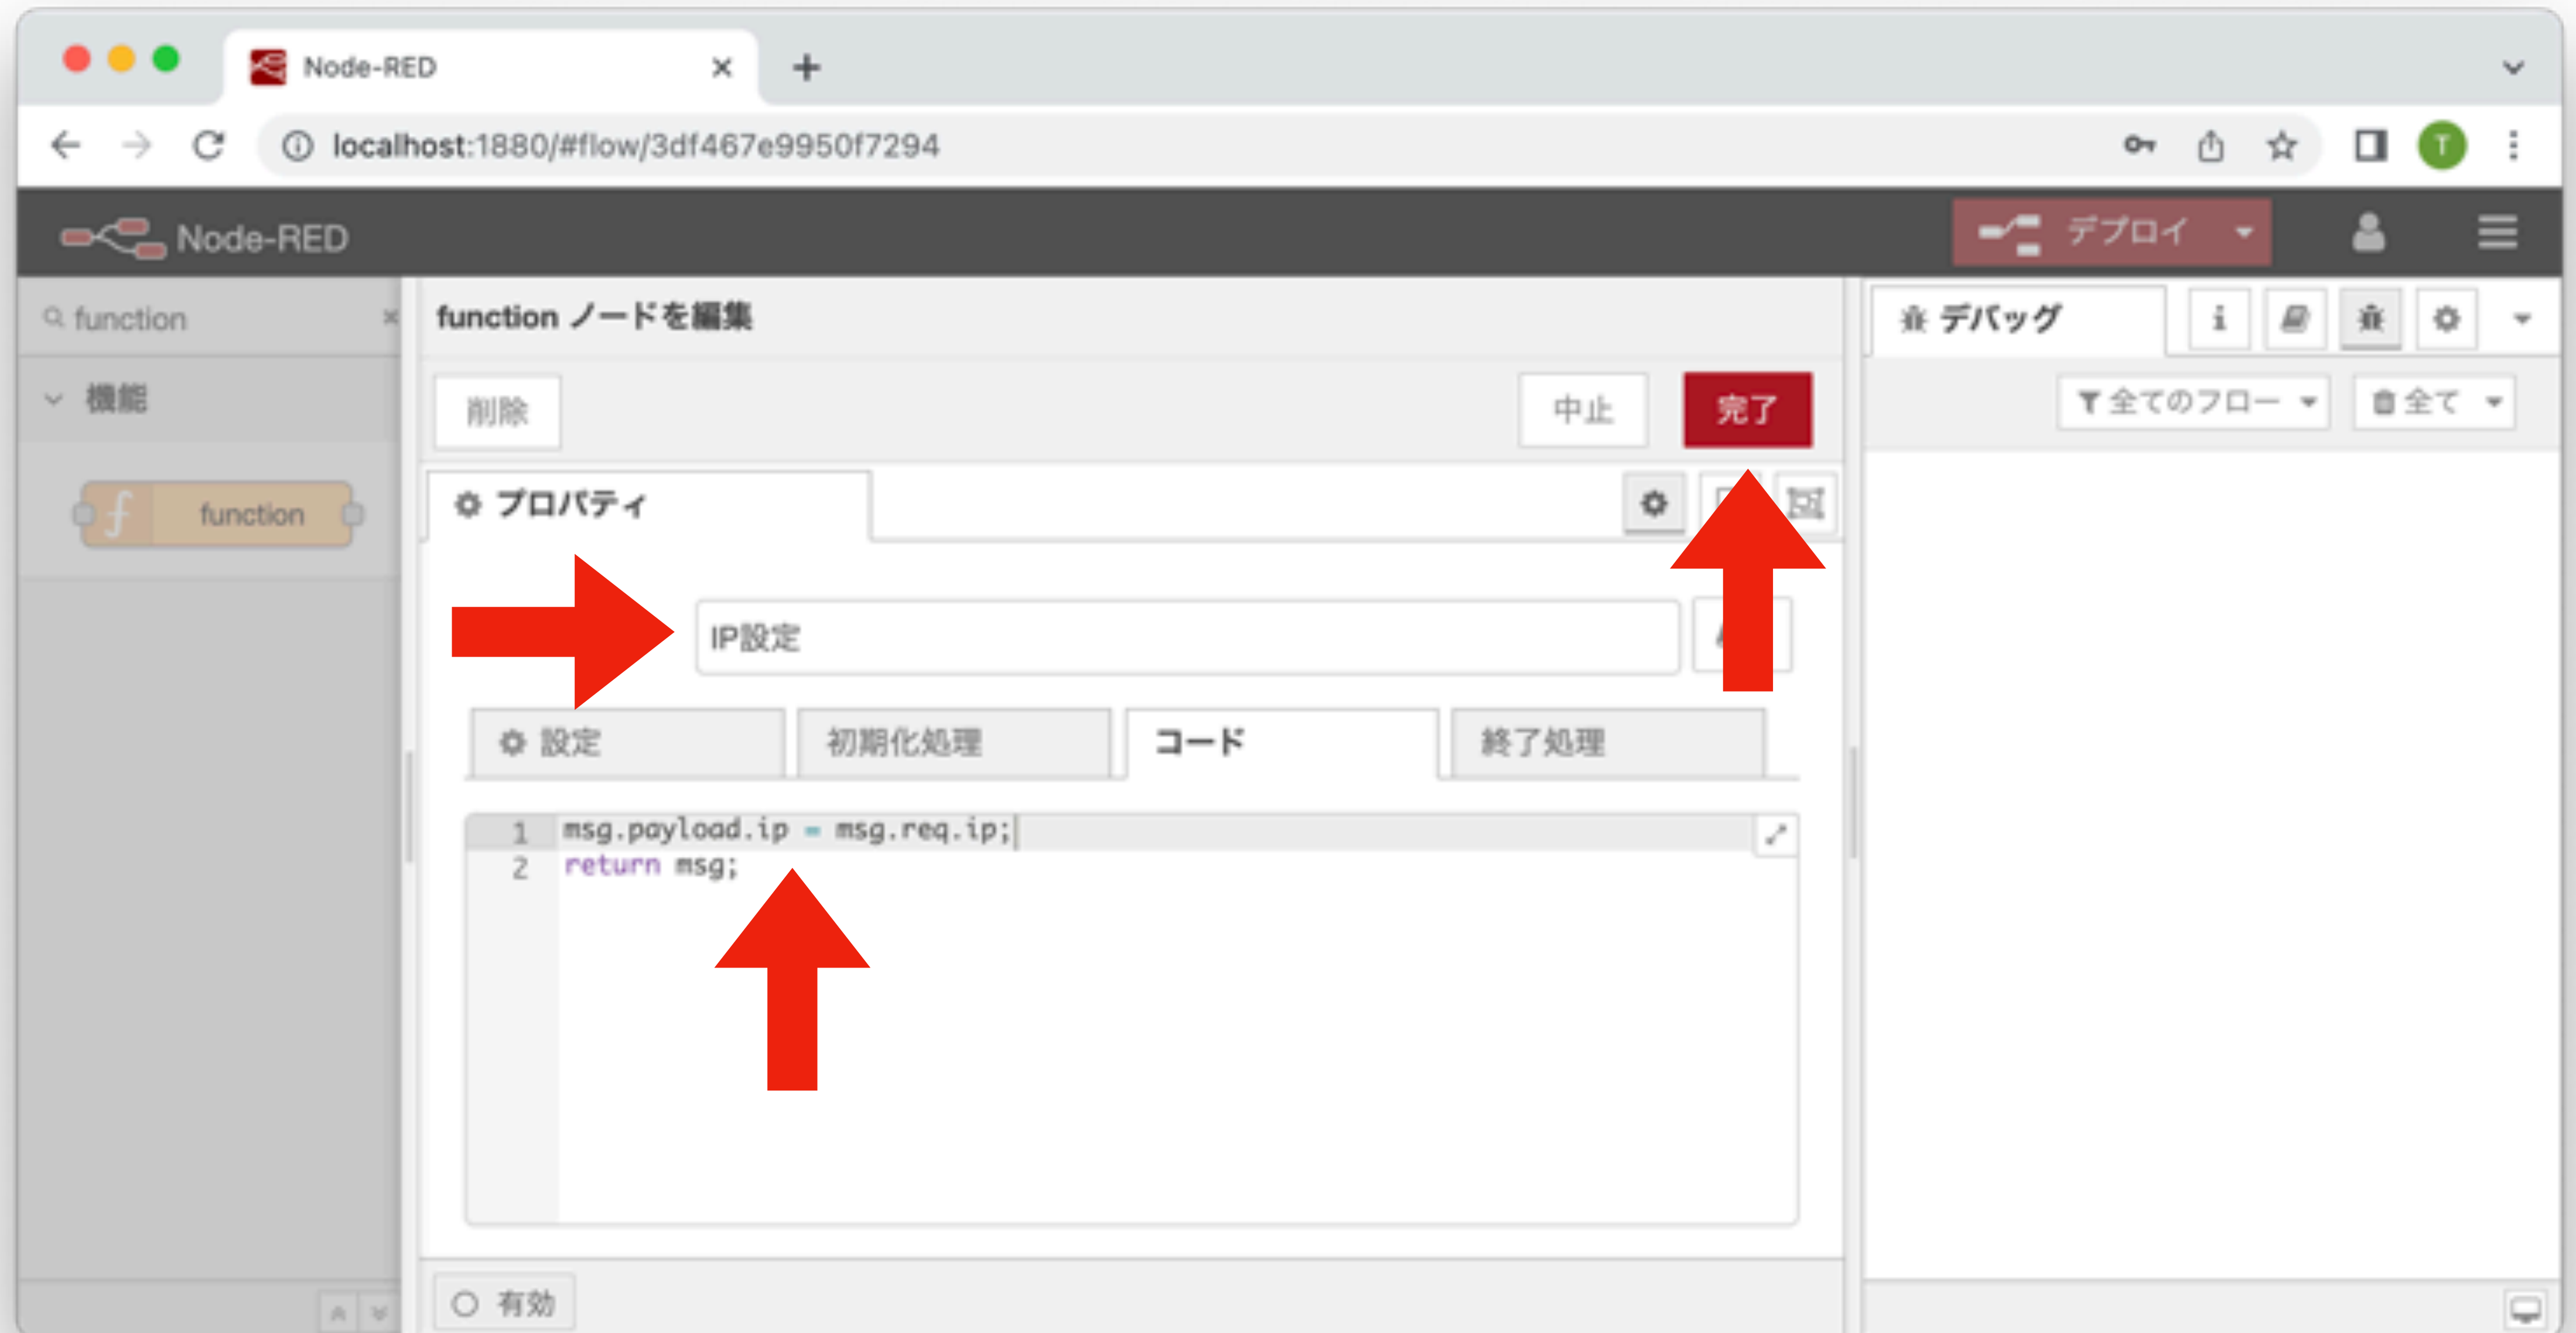 Node-RED
localhost:1880/#flow/3df467e9950f7294
T
Node-RED
デプロイ
function
function ノードを編集
デバッグ
機能
削除
中止
完了
全てのフロー
全て
function
プロパティ
IP設定
設定
初期化処理
コード
終了処理
1 msg.payload.ip = msg.req.ip;
2 return msg;
有効